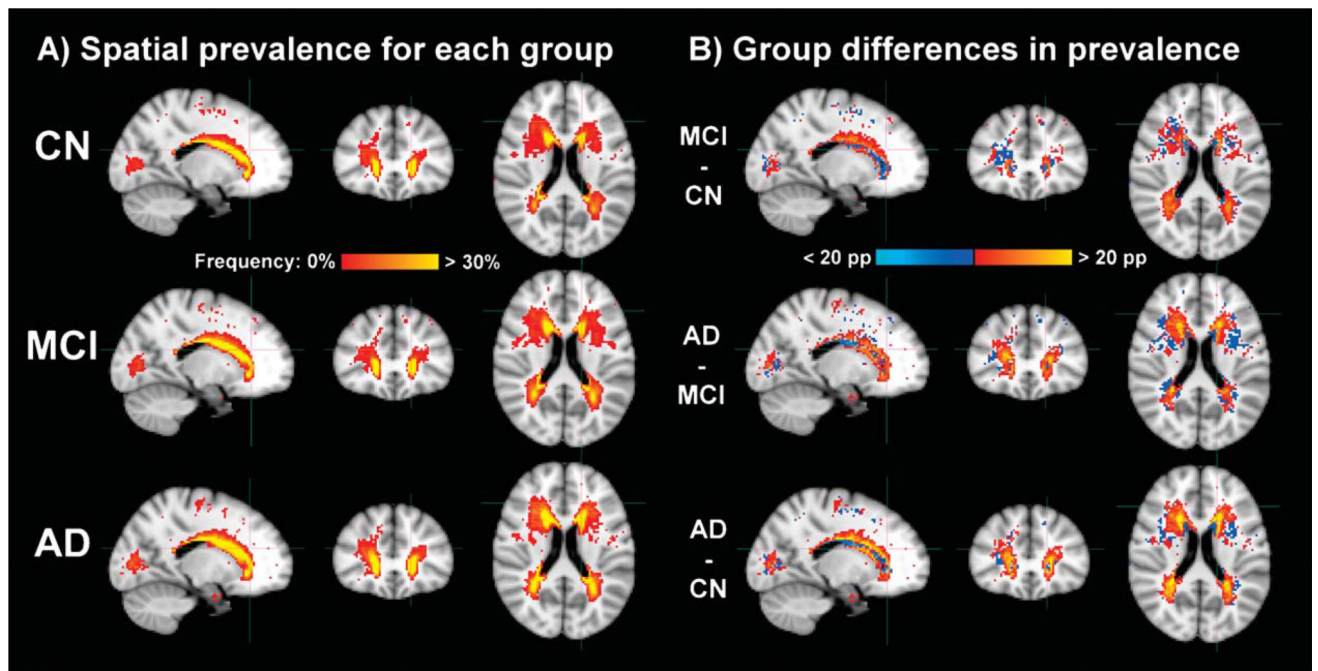 A) Spatial prevalence for each group
CN
Frequency: 0% > 30%
MCI
AD
B) Group differences in prevalence
MCI
-
CN
< 20 pp > 20 pp
AD
-
MCI
AD
-
CN